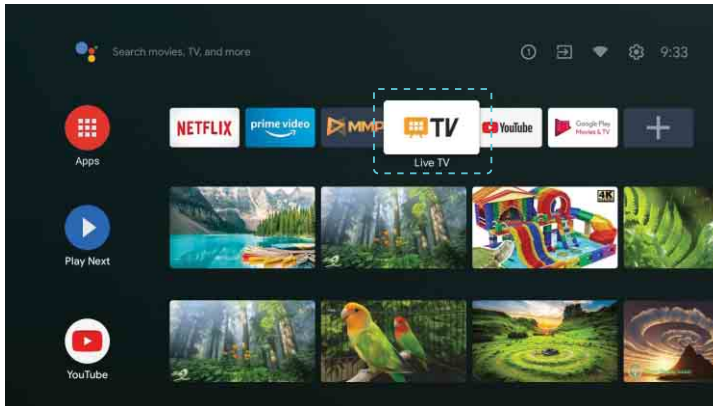 Search movies, TV, and more
9:33
NETFLIX
prime video
MMP
TV
YouTube
Google Play
Movies & TV
Apps
Live TV
4K
Play Next
YouTube